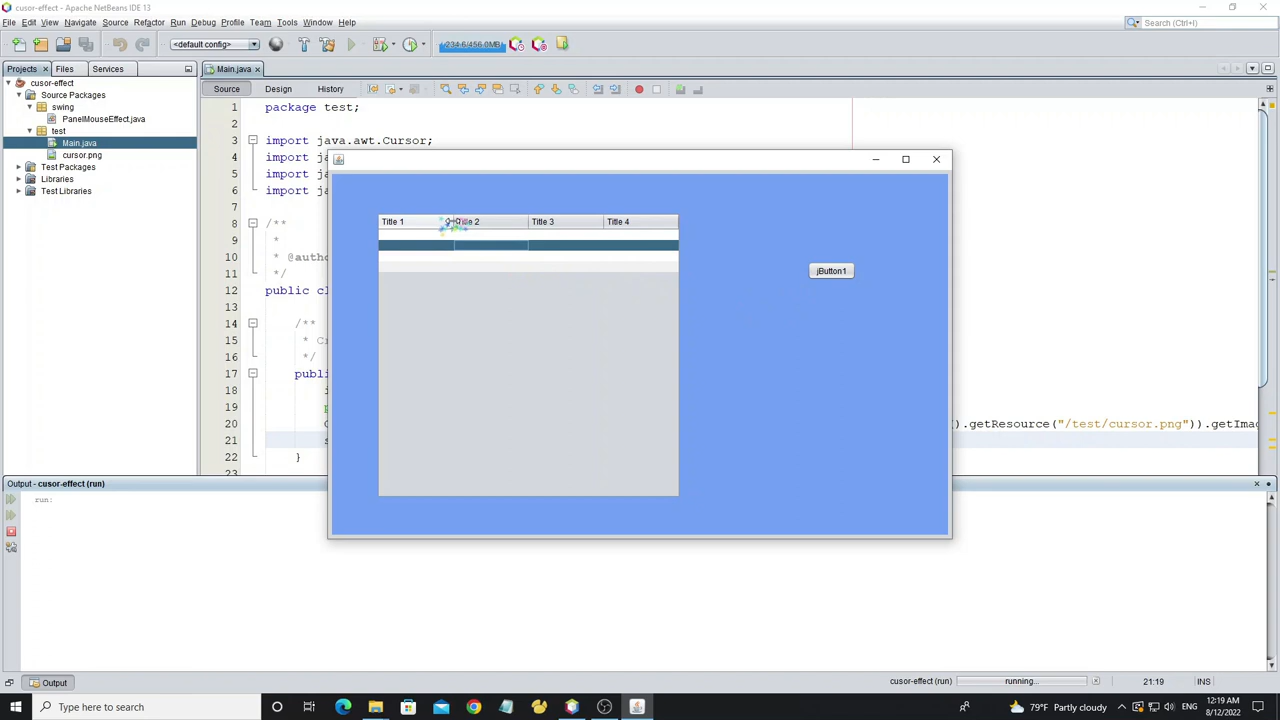 cusor-effect - Apache NetBeans IDE 13
File Edit View Navigate Source Refactor Run Debug Profile Team Tools Window Help
Search (Ctrl+I)
<default config>
234.6/456.0MB
Projects Files Services
Main.java
Source Design History
cusor-effect
Source Packages
swing
PanelMouseEffect.java
test
Main.java
cursor.png
Test Packages
Libraries
Test Libraries
1 package test;
2
3 import java.awt.Cursor;
4 import ja
5 import ja
6 import ja
7
8 /**
9 *
10 * @autho
11 */
12 public cl
13
14 /**
15 * C
16 */
17 publi
18
19
20 ).getResource("/test/cursor.png")).getImag
21
22 }
23
Title 1 Title 2 Title 3 Title 4
jButton1
Output - cusor-effect (run)
run:
Output
cusor-effect (run) running... 21:19 INS
Type here to search
79°F Partly cloudy
ENG
12:19 AM
8/12/2022